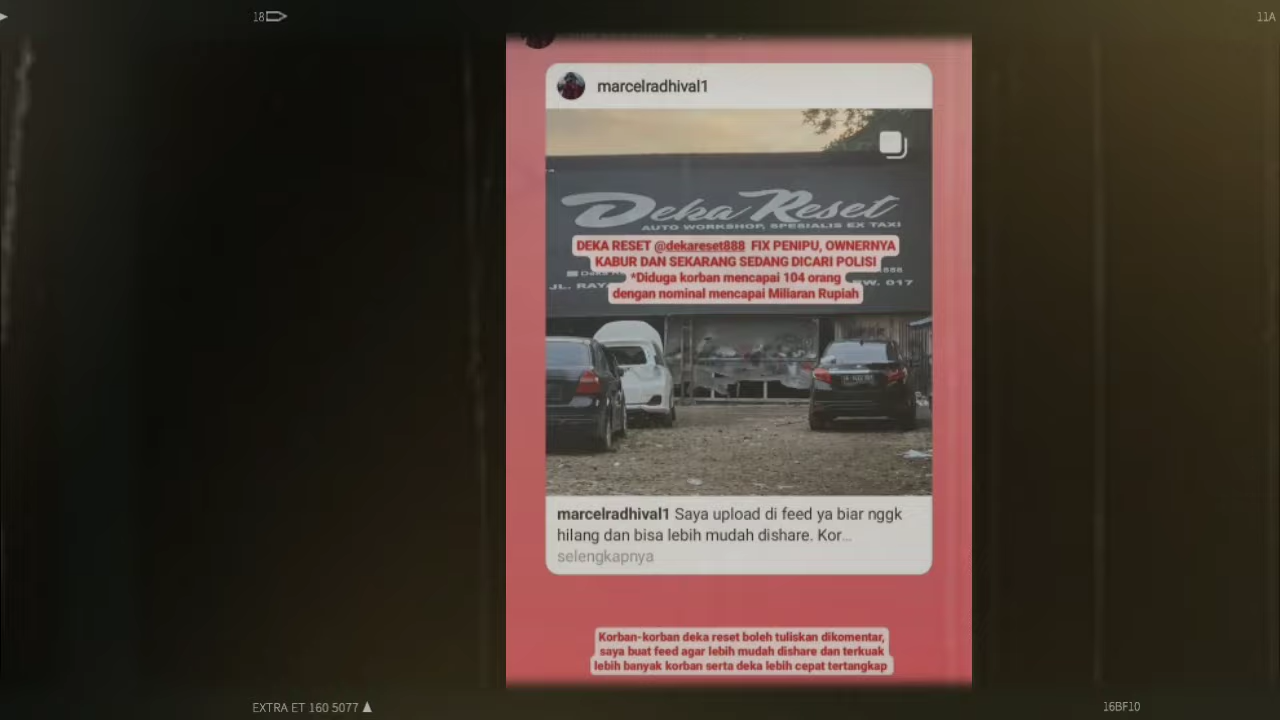 18
11A
marcelradhival1
Deka Reset
AUTO WORKSHOP, SPESIALIS EX TAXI
DEKA RESET @dekareset888 FIX PENIPU, OWNERNYA
KABUR DAN SEKARANG SEDANG DICARI POLISI
*Diduga korban mencapai 104 orang
dengan nominal mencapai Miliaran Rupiah
JL. RAYA RW. 017
marcelradhival1 Saya upload di feed ya biar nggk
hilang dan bisa lebih mudah dishare. Kor...
selengkapnya
Korban-korban deka reset boleh tuliskan dikomentar,
saya buat feed agar lebih mudah dishare dan terkuak
lebih banyak korban serta deka lebih cepat tertangkap
EXTRA ET 160 5077
16BF10